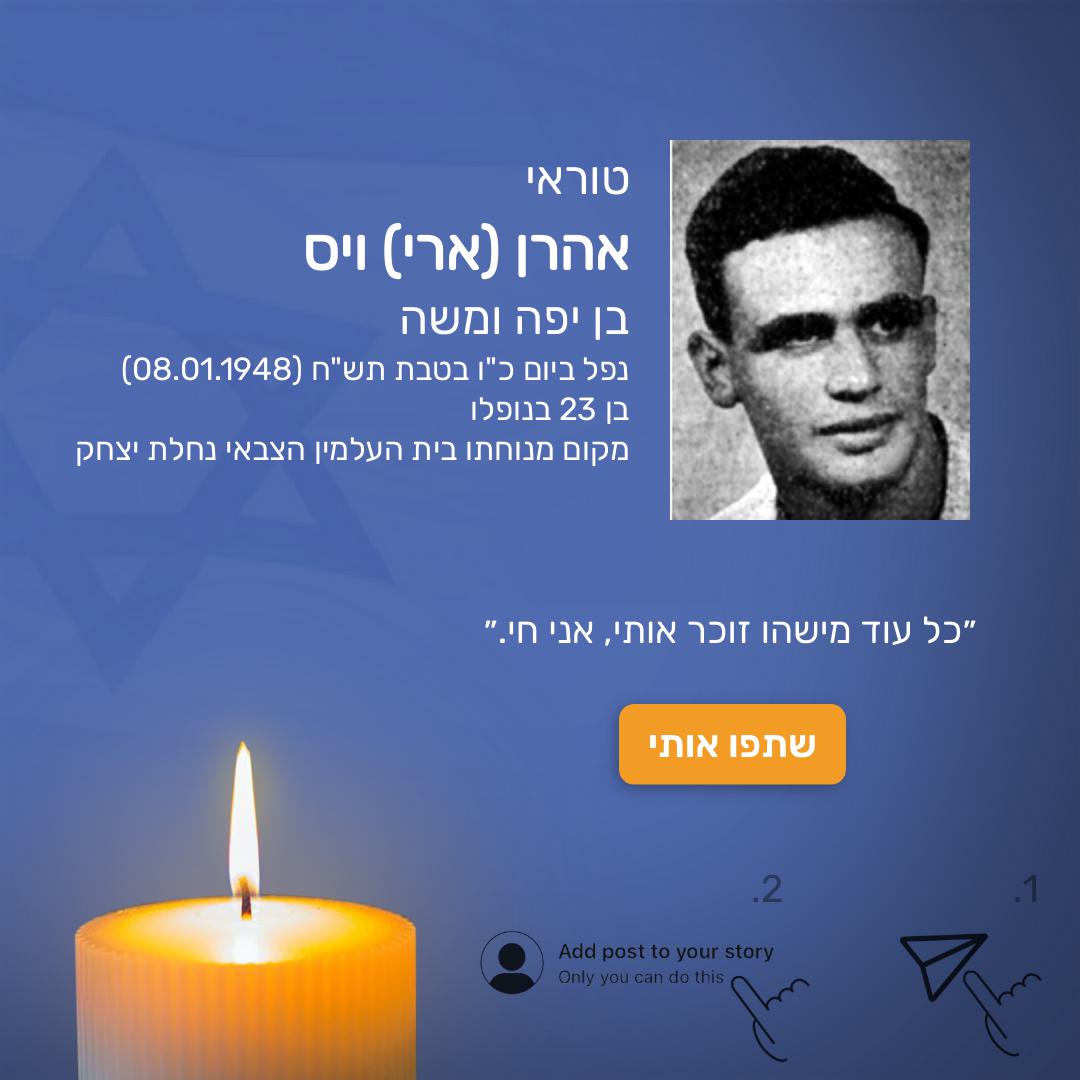 טוראי
אהרן (ארי) ויס
בן יפה ומשה
נפל ביום כ"ו בטבת תש"ח (08.01.1948)
בן 23 בנופלו
מקום מנוחתו בית העלמין הצבאי נחלת יצחק
״כל עוד מישהו זוכר אותי, אני חי.״
שתפו אותי
1.
2.
Add post to your story
Only you can do this